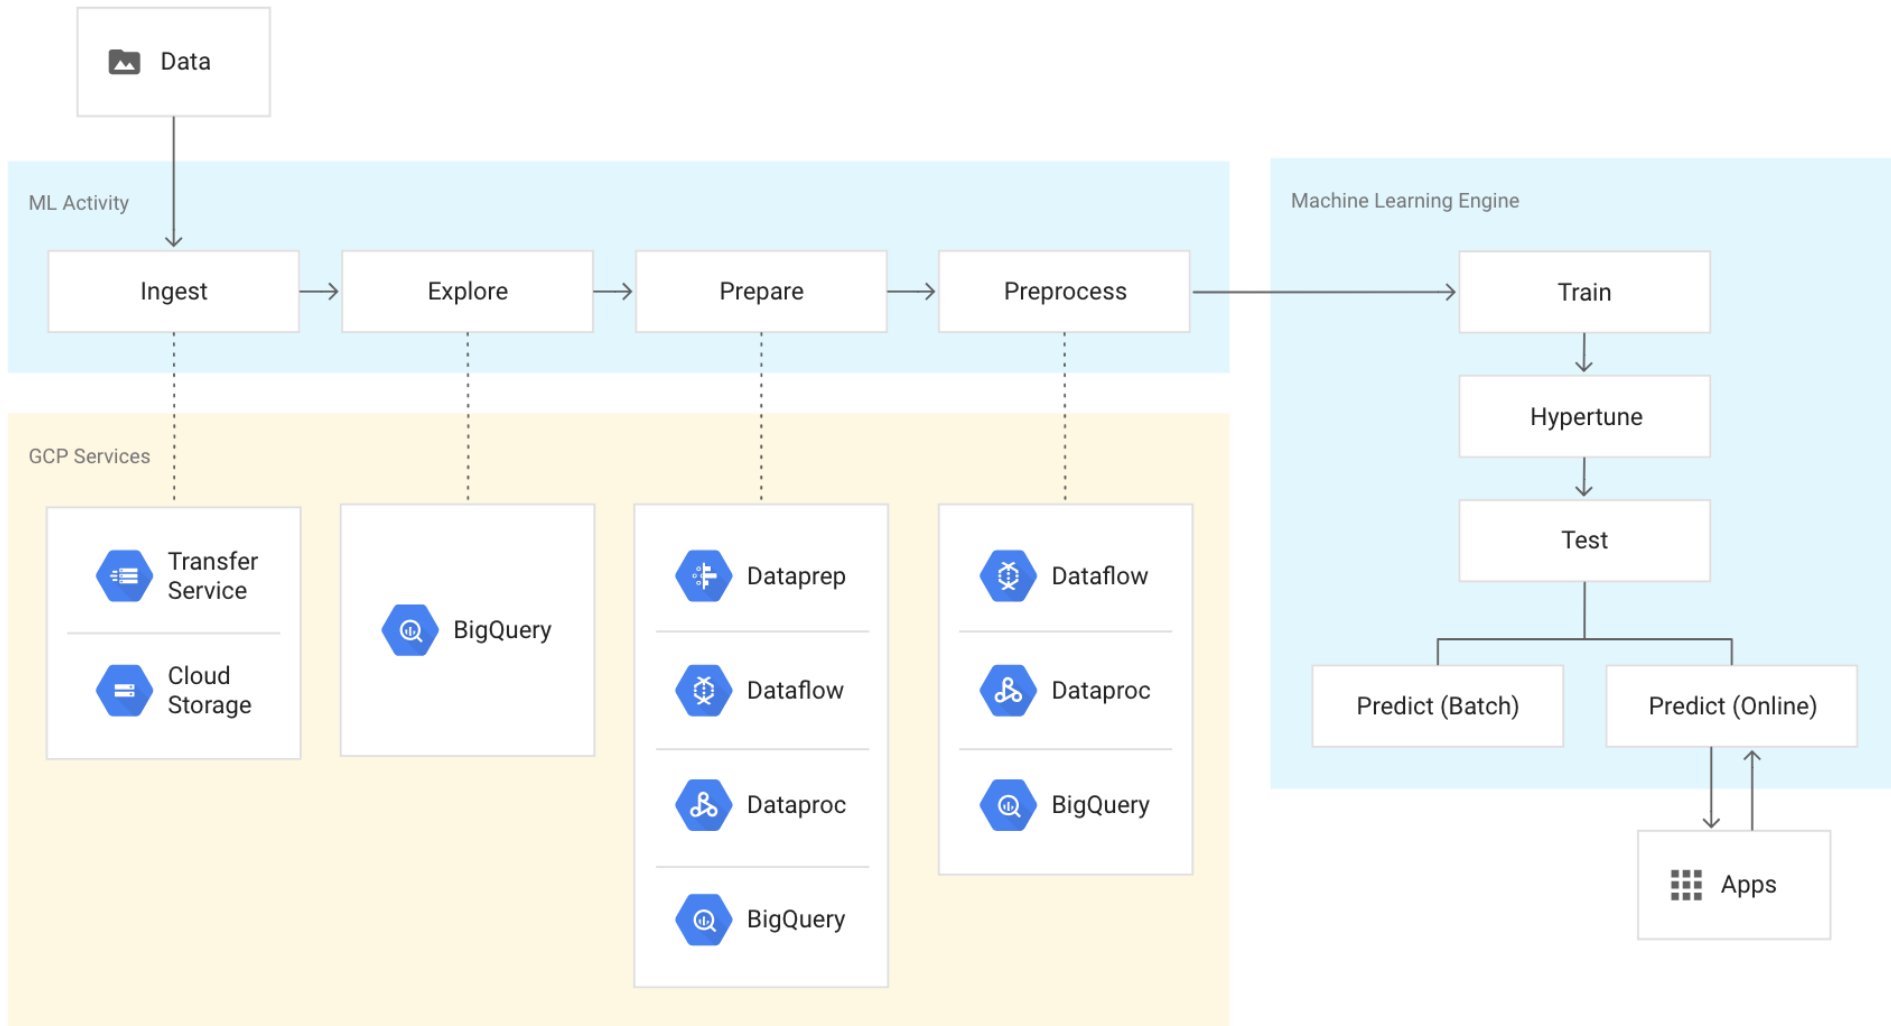 Data
ML Activity
Ingest
Explore
Prepare
Preprocess
GCP Services
Transfer
Service
Cloud
Storage
BigQuery
Dataprep
Dataflow
Dataproc
BigQuery
Dataflow
Dataproc
BigQuery
Machine Learning Engine
Train
Hypertune
Test
Predict (Batch)
Predict (Online)
Apps